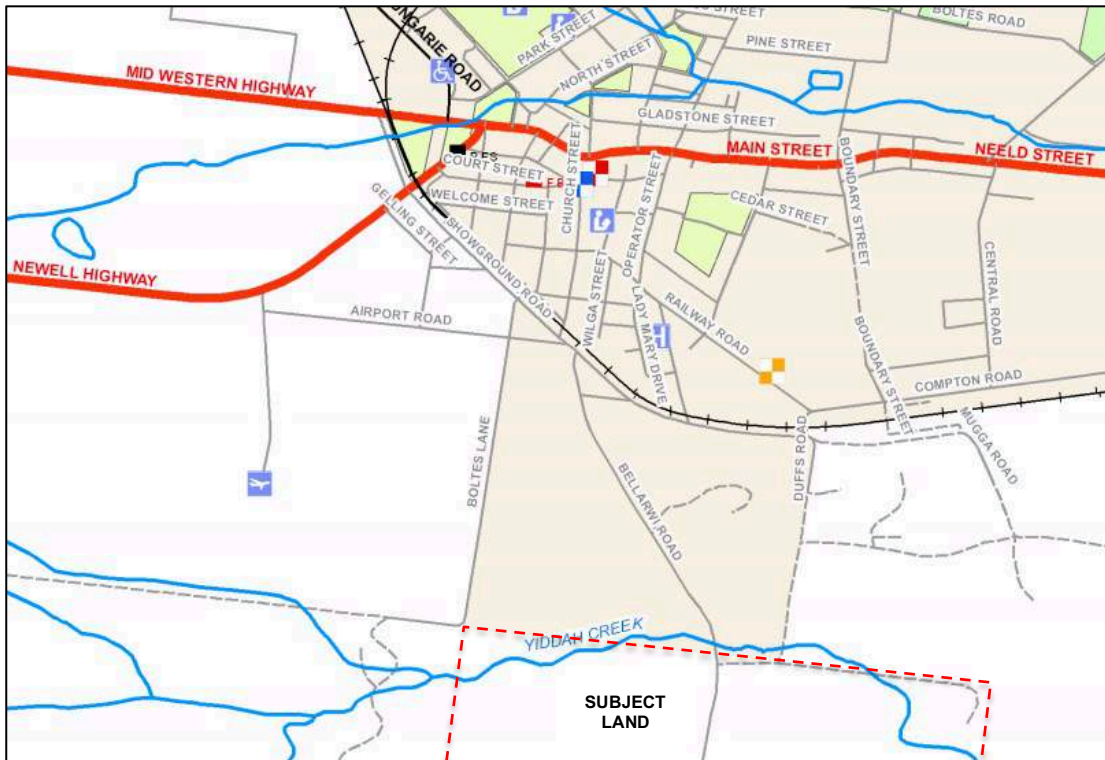 BOLTES ROAD
PINE STREET
PARK STREET
NORTH STREET
MID WESTERN HIGHWAY
GLADSTONE STREET
MAIN STREET
NEELD STREET
COURT STREET
CHURCH STREET
BOUNDARY STREET
WELCOME STREET
GELLING STREET
SHOWGROUND ROAD
OPERATOR STREET
CEDAR STREET
NEWELL HIGHWAY
WILGA STREET
CENTRAL ROAD
AIRPORT ROAD
LADY MARY DRIVE
RAILWAY ROAD
BOUNDARY STREET
COMPTON ROAD
MUGGA ROAD
BOLTES LANE
BELLARWI ROAD
DUFFS ROAD
YIDDAH CREEK
SUBJECT
LAND